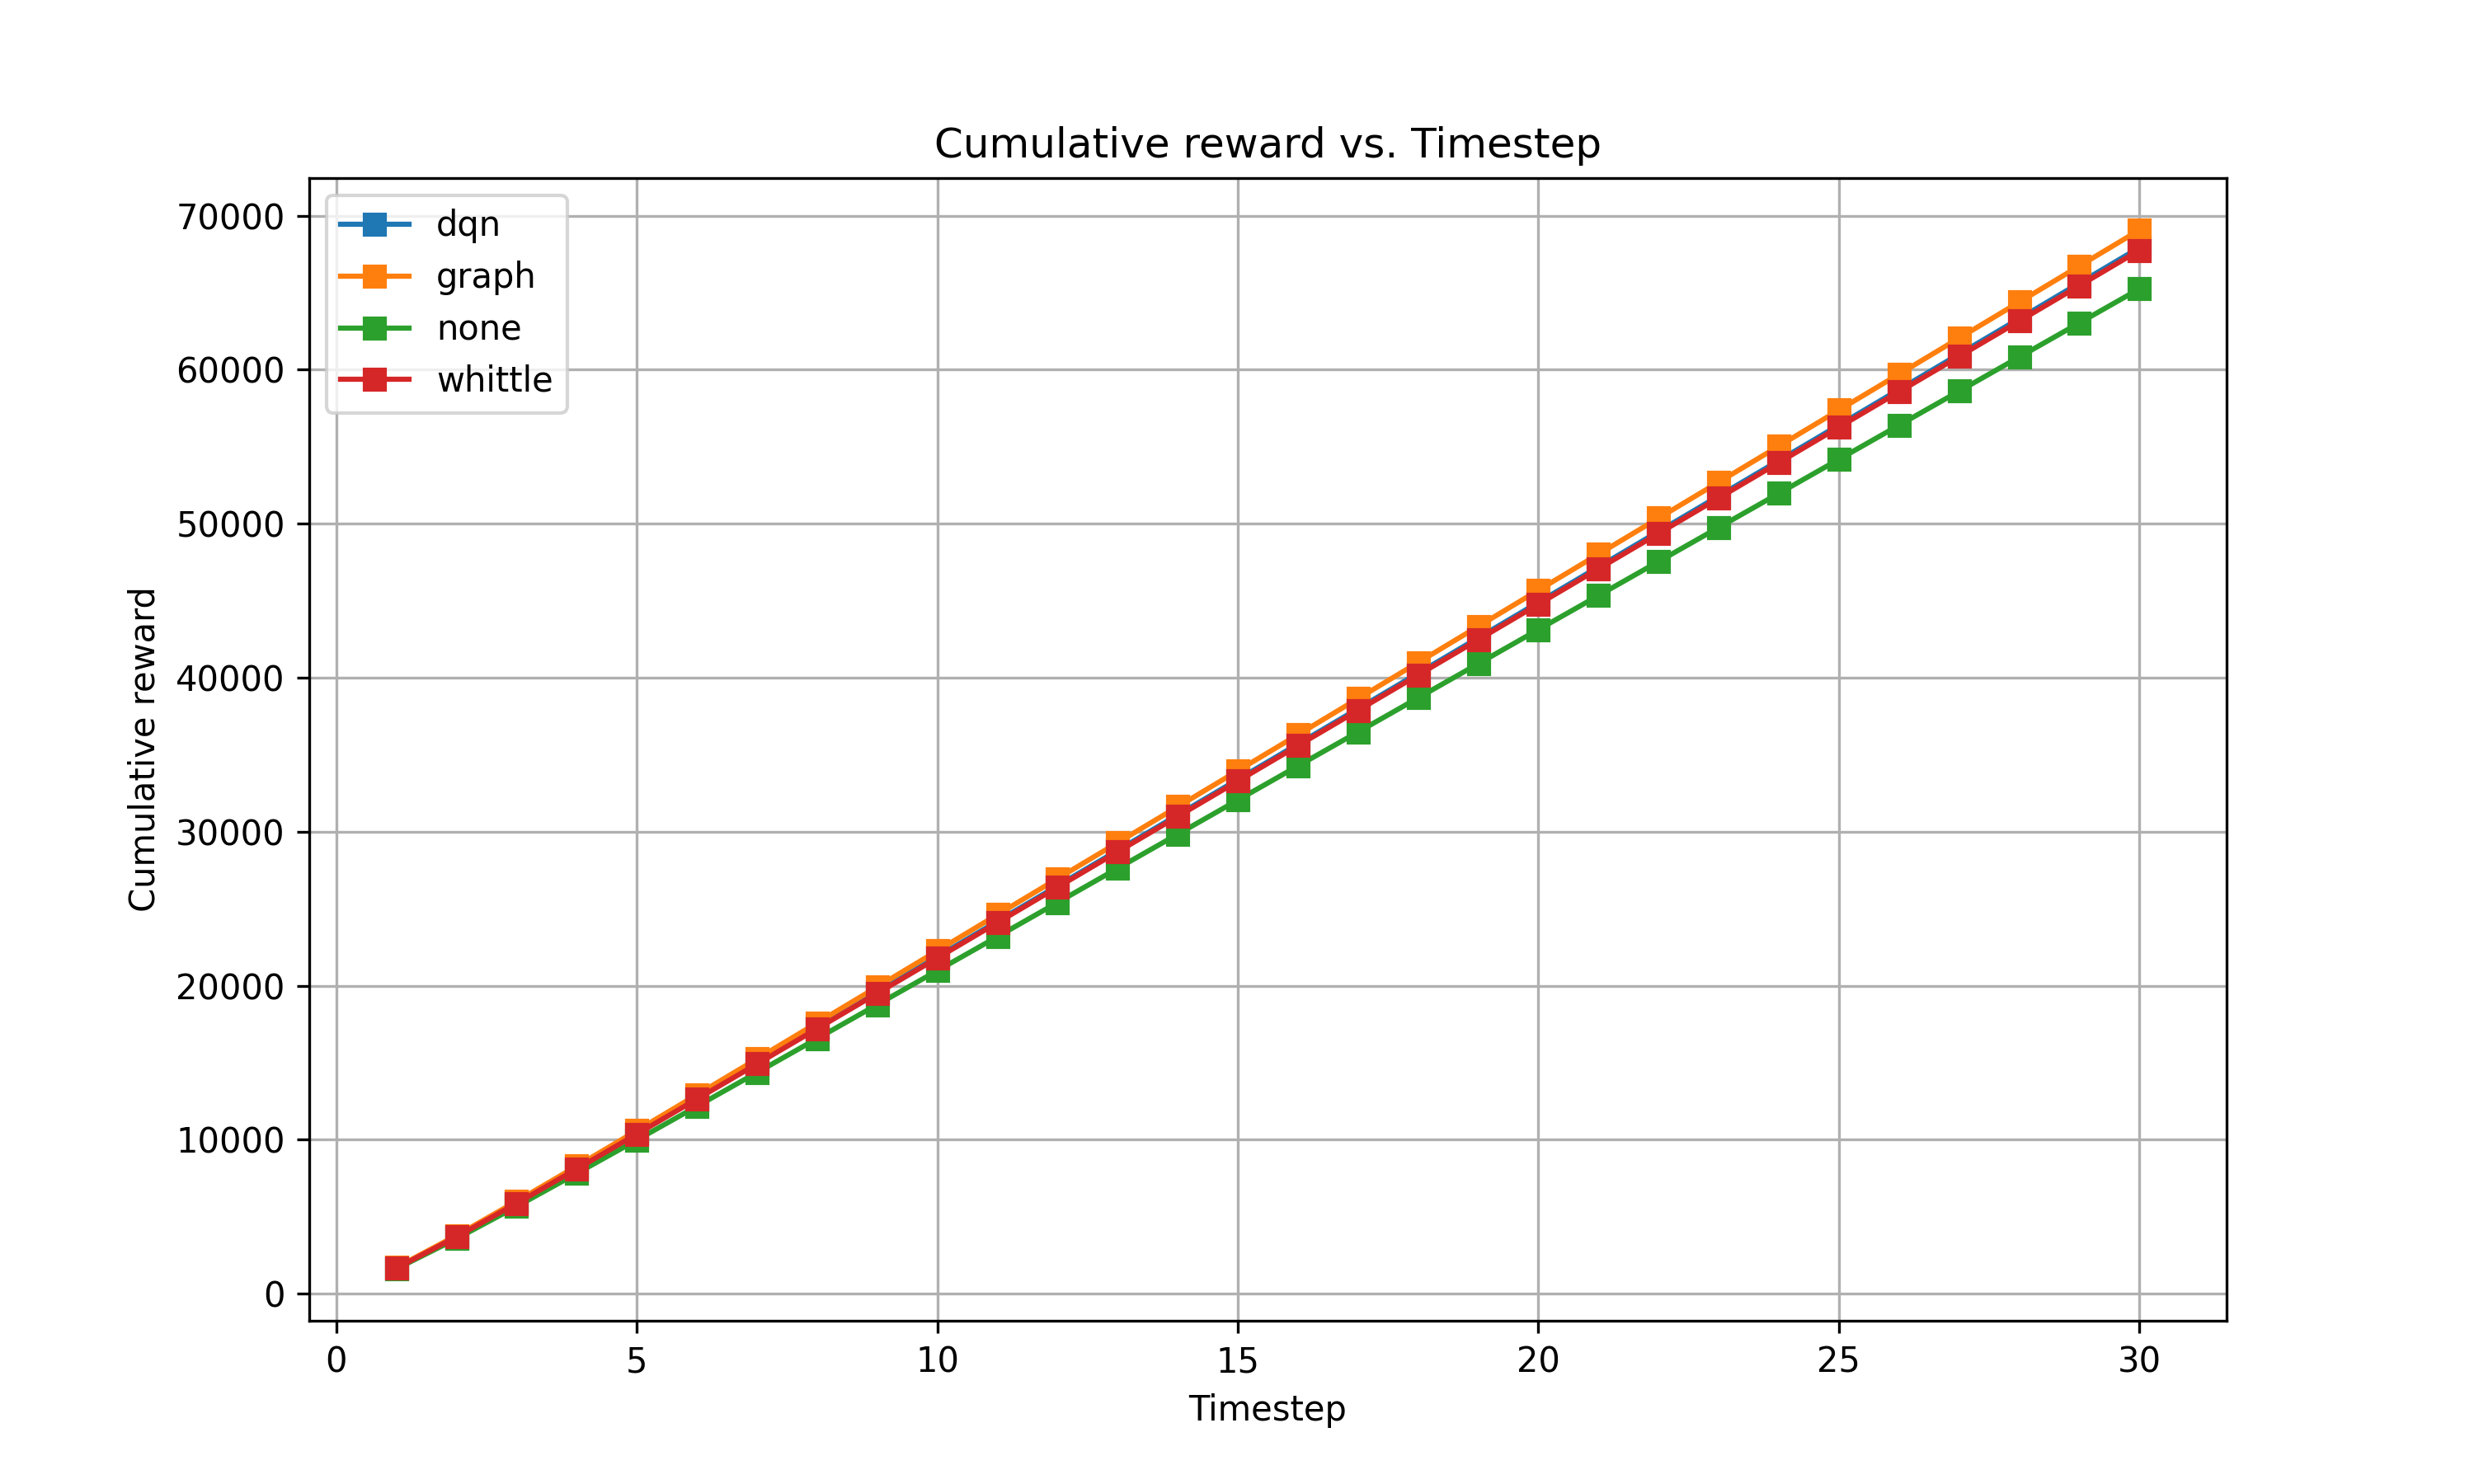 Cumulative reward vs. Timestep
dqn
graph
none
whittle
Cumulative reward
70000
60000
50000
40000
30000
20000
10000
0
0 5 10 15 20 25 30
Timestep